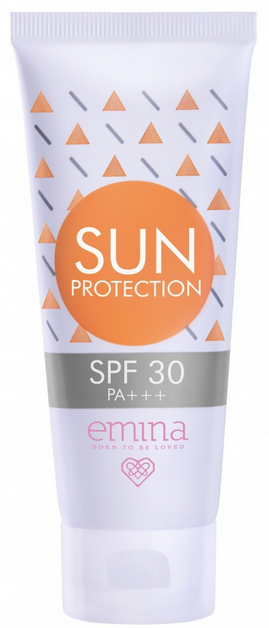 SUN
PROTECTION
SPF 30
PA+++
emina
BORN TO BE LOVED